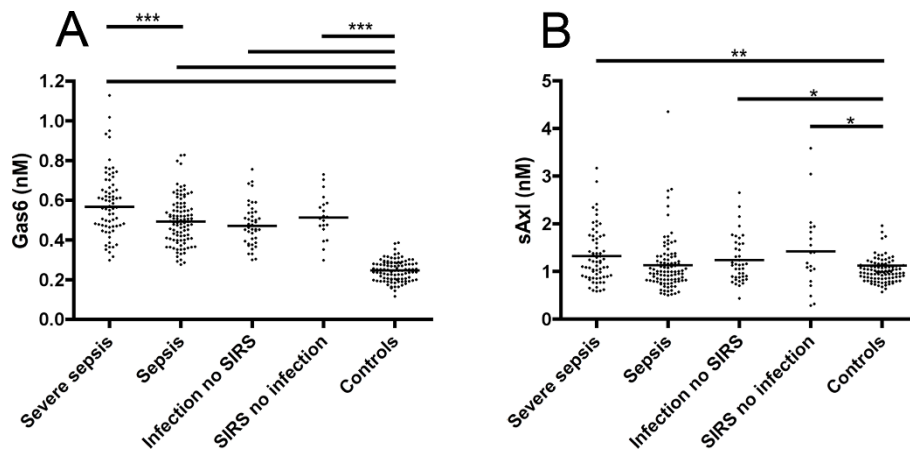 A
***
***
Gas6 (nM)
1.2
1.0
0.8
0.6
0.4
0.2
0.0
Severe sepsis
Sepsis
Infection no SIRS
SIRS no infection
Controls
B
**
*
*
sAxl (nM)
5
4
3
2
1
0
Severe sepsis
Sepsis
Infection no SIRS
SIRS no infection
Controls